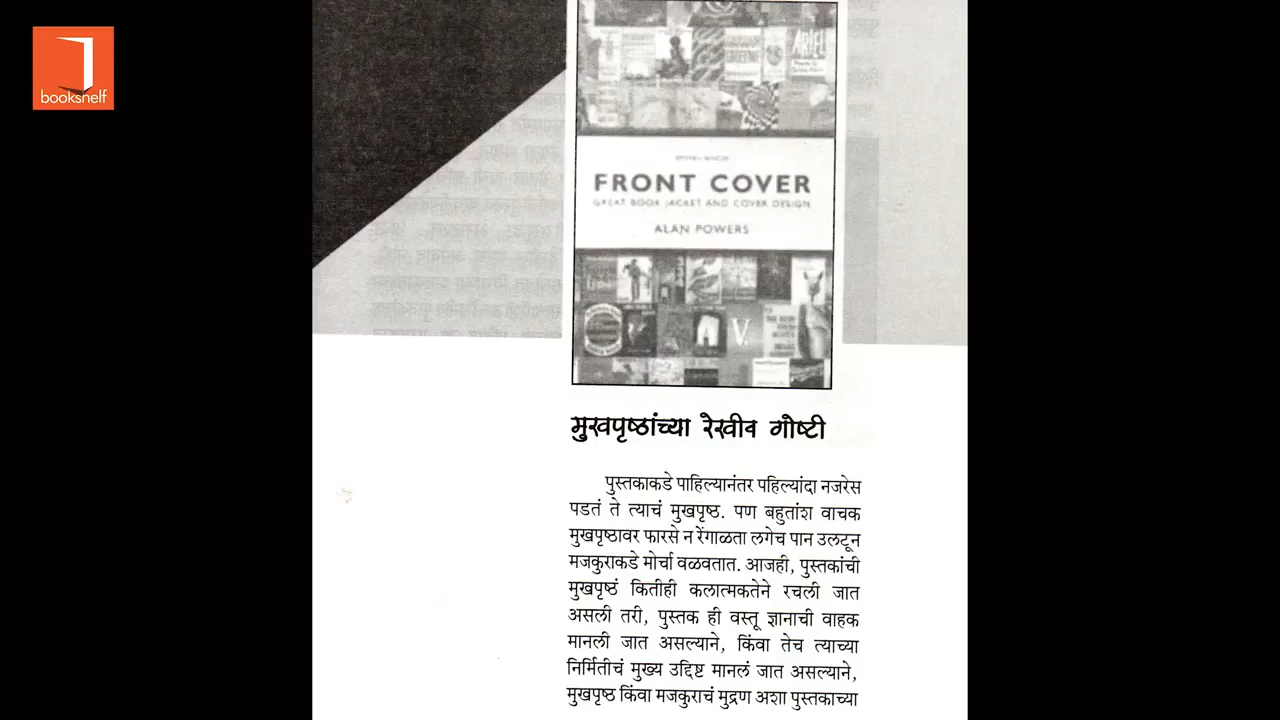 booksnelf
ARIEL
FRONT COVER
GREAT BOOK JACKET AND COVER DESIGN
ALAN POWERS
V.
मुखपृष्ठांच्या रेखीव गोष्टी
पुस्तकाकडे पाहिल्यानंतर पहिल्यांदा नजरेस
पडतं ते त्याचं मुखपृष्ठ. पण बहुतांश वाचक
मुखपृष्ठावर फारसे न रेंगाळता लगेच पान उलटून
मजकुराकडे मोर्चा वळवतात. आजही, पुस्तकांची
मुखपृष्ठं कितीही कलात्मकतेने रचली जात
असली तरी, पुस्तक ही वस्तू ज्ञानाची वाहक
मानली जात असल्याने, किंवा तेच त्याच्या
निर्मितीचं मुख्य उद्दिष्ट मानलं जात असल्याने,
मुखपृष्ठ किंवा मजकुराचं मुद्रण अशा पुस्तकाच्या